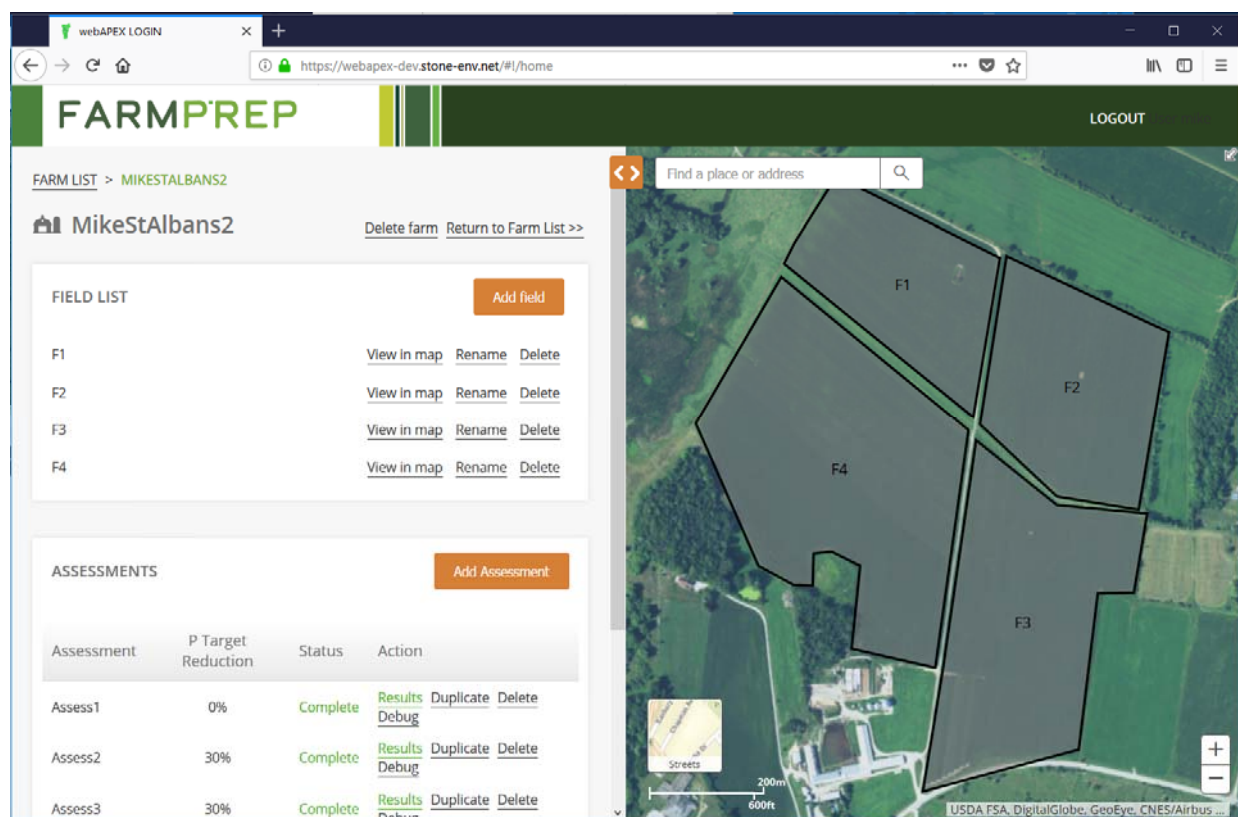 webAPEX LOGIN
https://webapex-dev.stone-env.net/#!/home
FARMPREP
LOGOUT
FARM LIST > MIKESTALBANS2
MikeStAlbans2
Delete farm Return to Farm List >>
FIELD LIST
Add field
F1 View in map Rename Delete
F2 View in map Rename Delete
F3 View in map Rename Delete
F4 View in map Rename Delete
ASSESSMENTS
Add Assessment
Assessment P Target Reduction Status Action
Assess1 0% Complete Results Duplicate Delete
Debug
Assess2 30% Complete Results Duplicate Delete
Debug
Assess3 30% Complete Results Duplicate Delete
Debug
Find a place or address
F1
F2
F4
F3
Streets
200m
600ft
USDA FSA, DigitalGlobe, GeoEye, CNES/Airbus ...